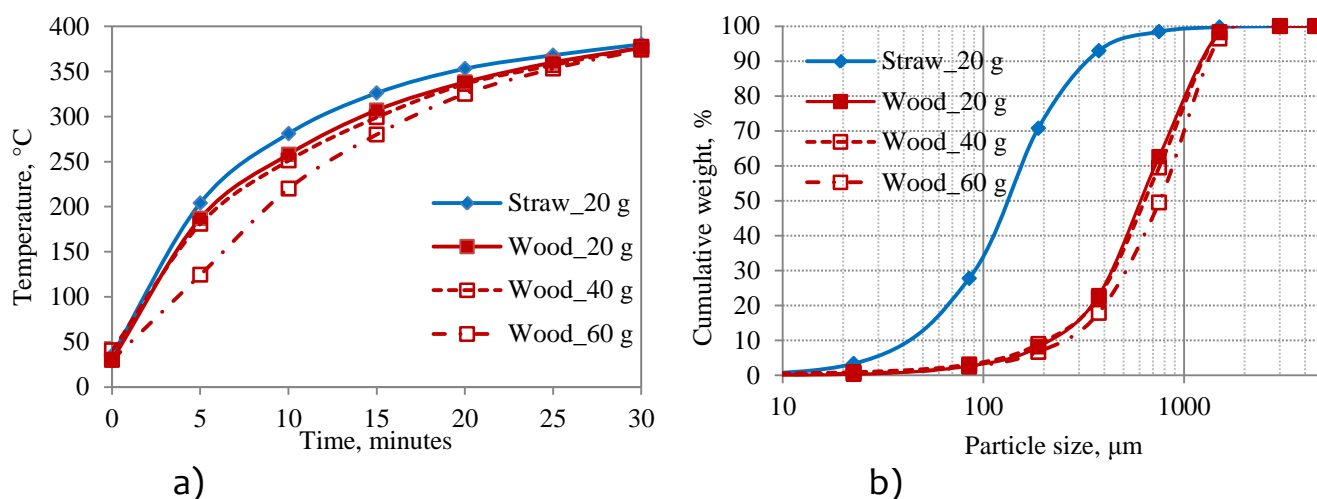 400
350
300
250
200
150
100
50
0
Temperature, °C
0 5 10 15 20 25 30
Time, minutes
Straw_20 g
Wood_20 g
Wood_40 g
Wood_60 g
a)
100
90
80
70
60
50
40
30
20
10
0
Cumulative weight, %
10 100 1000
Particle size, μm
Straw_20 g
Wood_20 g
Wood_40 g
Wood_60 g
b)